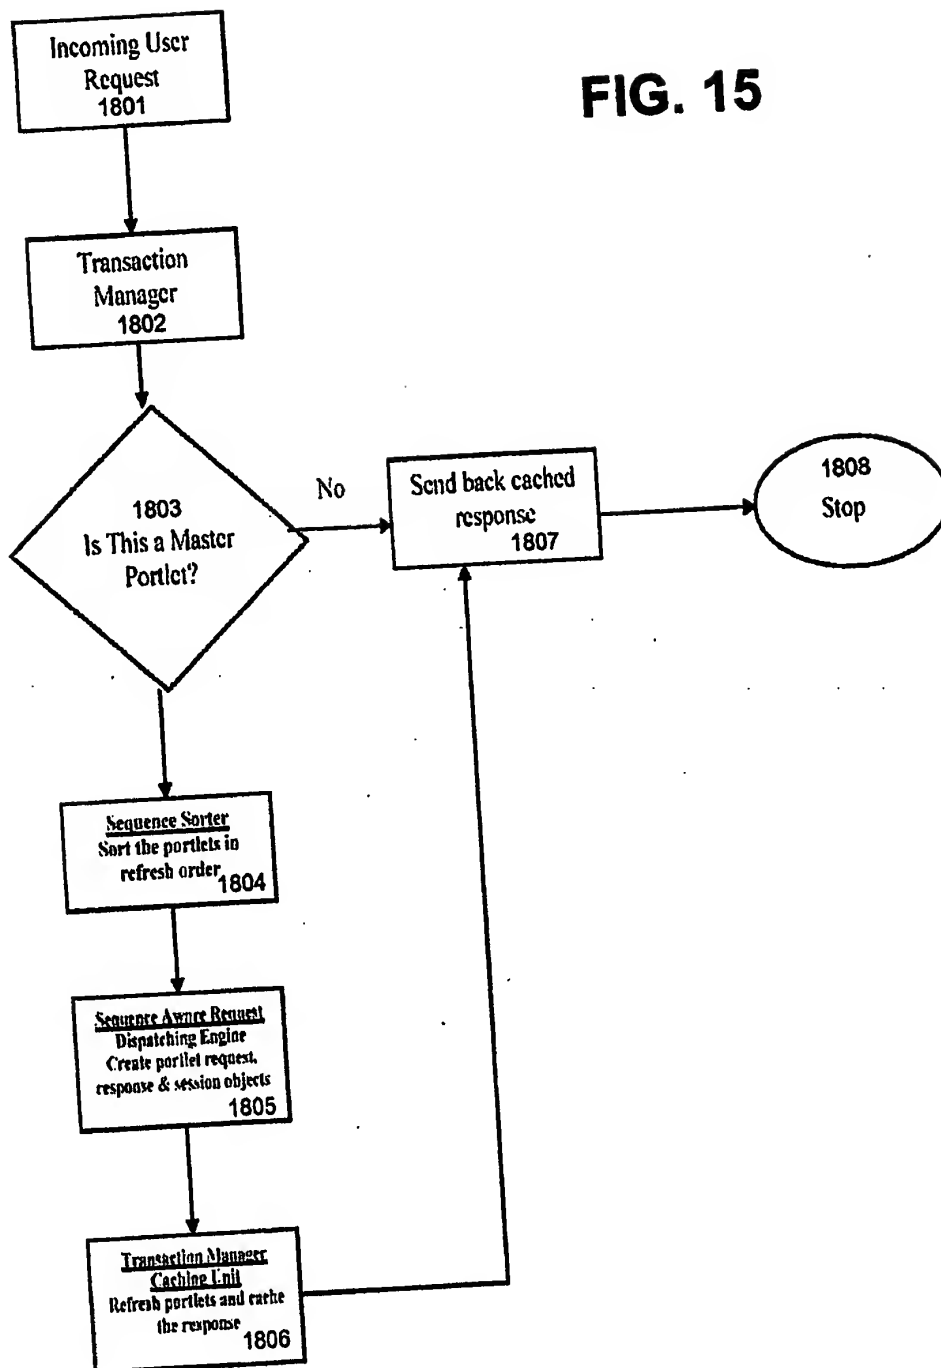 FIG. 15
Incoming User
Request
1801
Transaction
Manager
1802
1803
Is This a Master
Portlet?
No
Send back cached
response
1807
1808
Stop
Sequence Sorter
Sort the portlets in
refresh order
1804
Sequence Aware Request
Dispatching Engine
Create portlet request,
response & session objects
1805
Transaction Manager
Caching Unit
Refresh portlets and cache
the response
1806